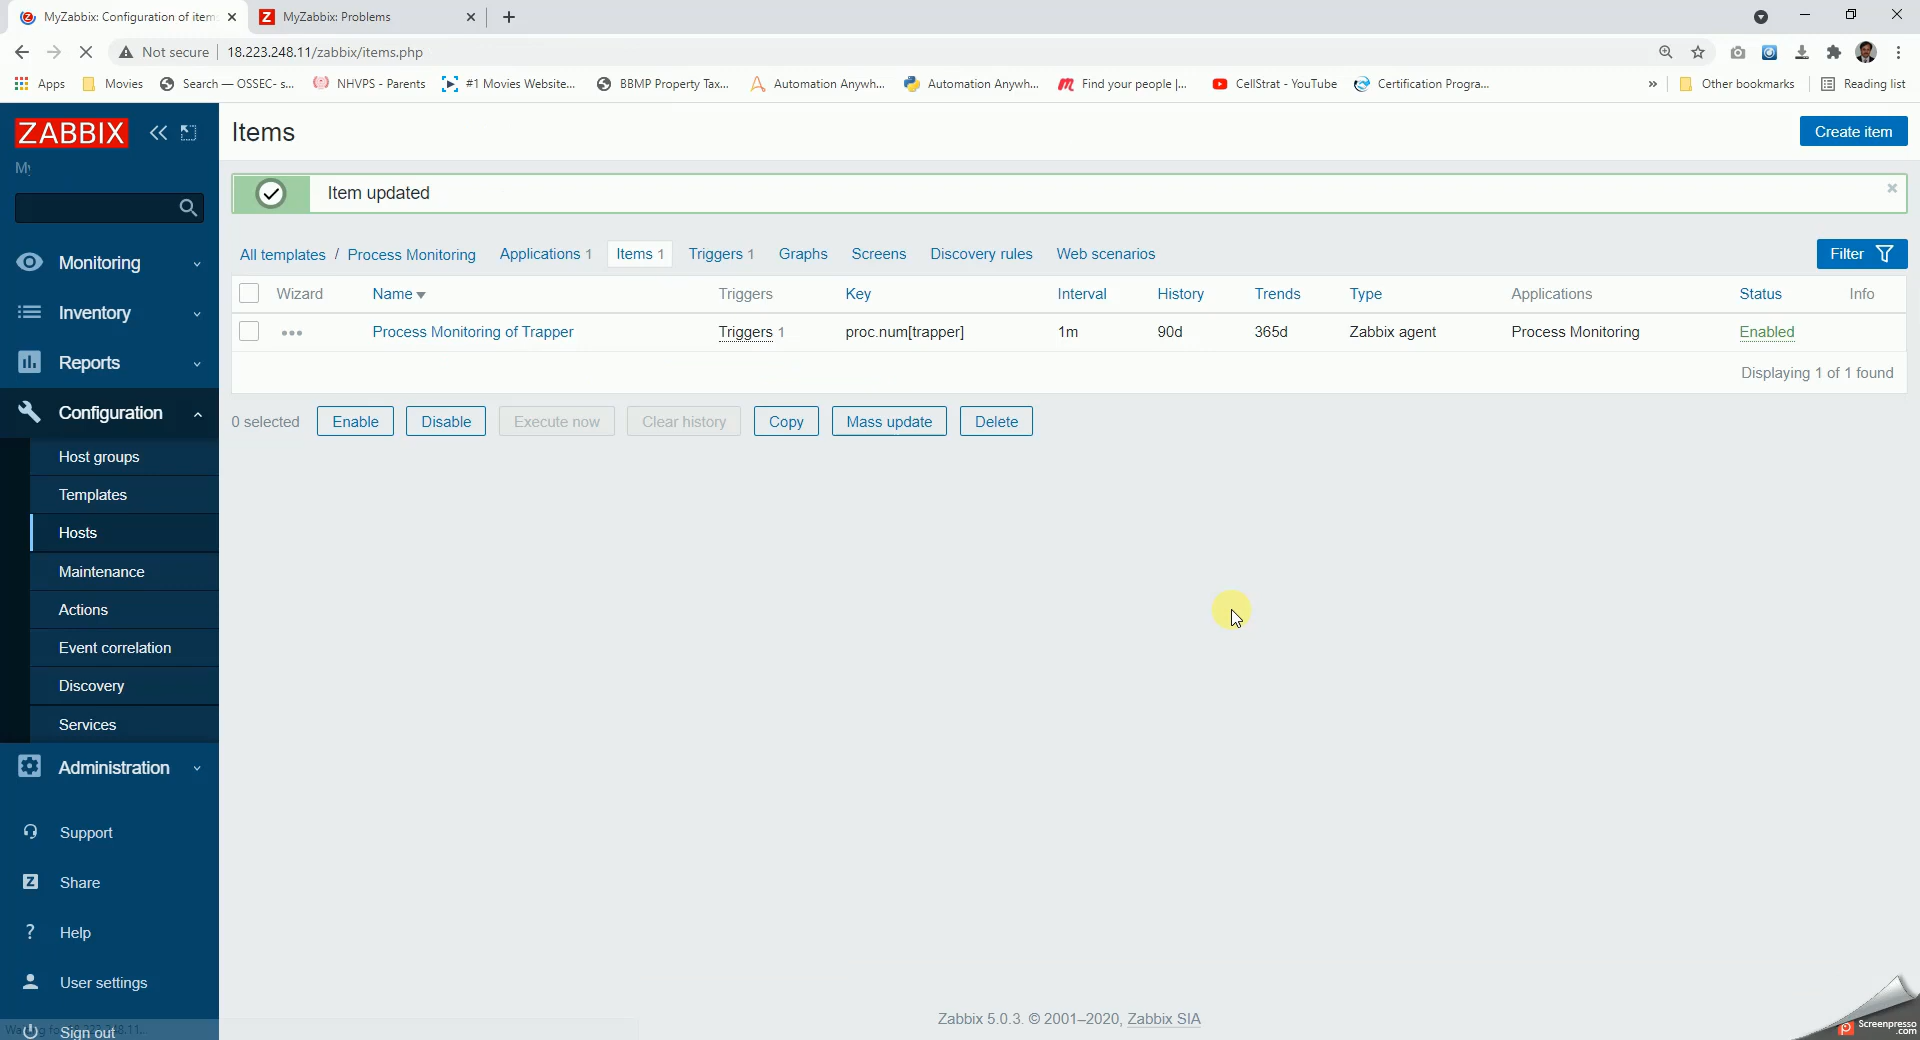 MyZabbix: Configuration of item
MyZabbix: Problems
Not secure
18.223.248.11/zabbix/items.php
Apps
Movies
Search — OSSEC- s...
NHVPS - Parents
#1 Movies Website...
BBMP Property Tax...
Automation Anywh...
Automation Anywh...
Find your people |...
CellStrat - YouTube
Certification Progra...
»
Other bookmarks
Reading list
ZABBIX
My
Items
Create item
Item updated
Monitoring
Inventory
Reports
Configuration
Host groups
Templates
Hosts
Maintenance
Actions
Event correlation
Discovery
Services
Administration
Support
Share
Help
User settings
Sign out
All templates / Process Monitoring Applications 1 Items 1 Triggers 1 Graphs Screens Discovery rules Web scenarios
Filter
Wizard Name Triggers Key Interval History Trends Type Applications Status Info
Process Monitoring of Trapper Triggers 1 proc.num[trapper] 1m 90d 365d Zabbix agent Process Monitoring Enabled
Displaying 1 of 1 found
0 selected Enable Disable Execute now Clear history Copy Mass update Delete
Zabbix 5.0.3. © 2001–2020, Zabbix SIA
Screenpresso
.com